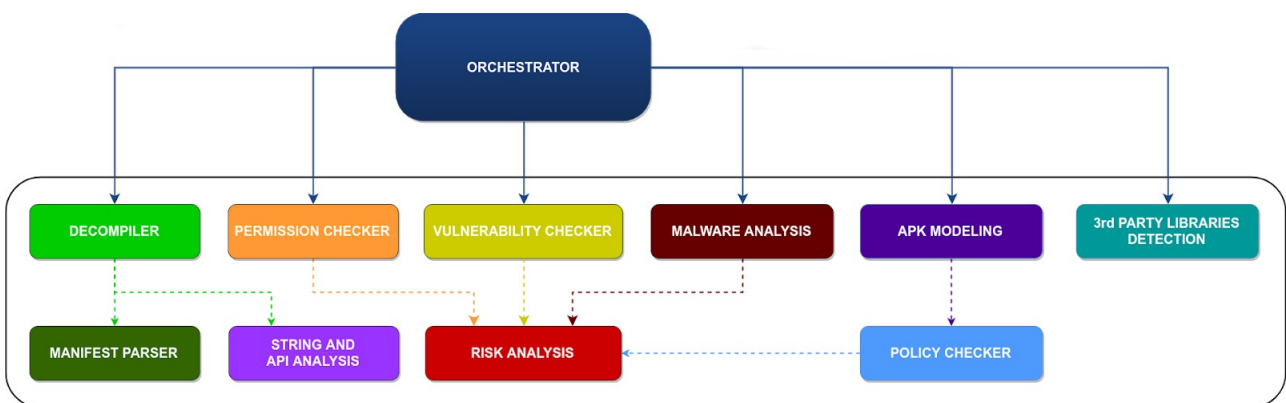 ORCHESTRATOR
DECOMPILER
PERMISSION CHECKER
VULNERABILITY CHECKER
MALWARE ANALYSIS
APK MODELING
3rd PARTY LIBRARIES
DETECTION
MANIFEST PARSER
STRING AND
API ANALYSIS
RISK ANALYSIS
POLICY CHECKER